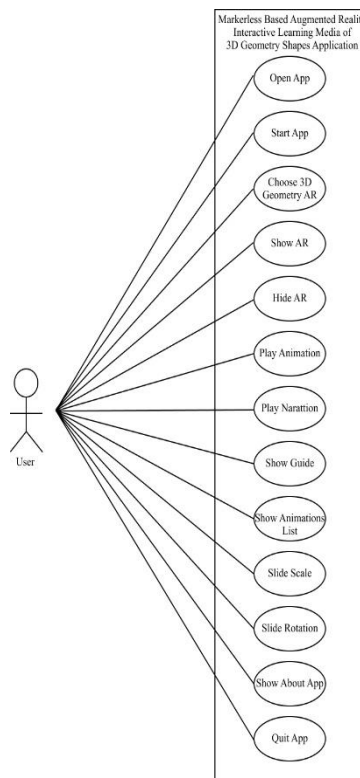 Markerless Based Augmented Realit
Interactive Learning Media of
3D Geometry Shapes Application
Open App
Start App
Choose 3D
Geometry AR
Show AR
Hide AR
Play Animation
Play Narattion
Show Guide
Show Animations
List
Slide Scale
Slide Rotation
Show About App
Quit App
User